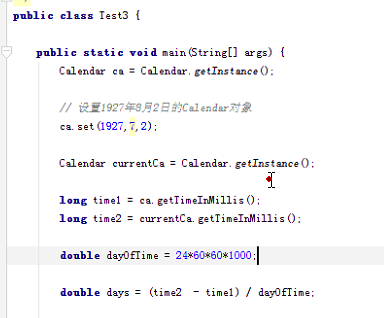 public class Test3 {
public static void main(String[] args) {
Calendar ca = Calendar.getInstance();
// 设置1927年8月2日的Calendar对象
ca.set(1927,7,2);
Calendar currentCa = Calendar.getInstance();
long time1 = ca.getTimeInMillis();
long time2 = currentCa.getTimeInMillis();
double dayOfTime = 24*60*60*1000;
double days = (time2 - time1) / dayOfTime;